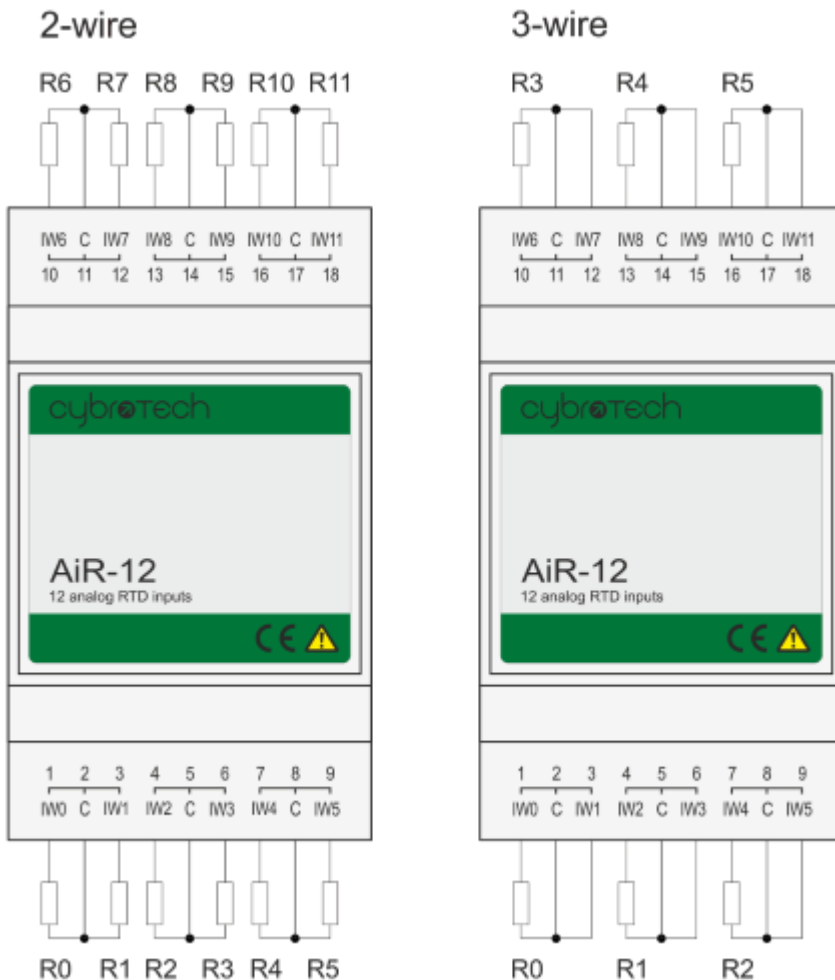 2-wire
R6 R7 R8 R9 R10 R11
IW6 C IW7 IW8 C IW9 IW10 C IW11
10 11 12 13 14 15 16 17 18
cybrotech
AiR-12
12 analog RTD inputs
CE
1 2 3 4 5 6 7 8 9
IW0 C IW1 IW2 C IW3 IW4 C IW5
R0 R1 R2 R3 R4 R5
3-wire
R3 R4 R5
IW6 C IW7 IW8 C IW9 IW10 C IW11
10 11 12 13 14 15 16 17 18
cybrotech
AiR-12
12 analog RTD inputs
CE
1 2 3 4 5 6 7 8 9
IW0 C IW1 IW2 C IW3 IW4 C IW5
R0 R1 R2